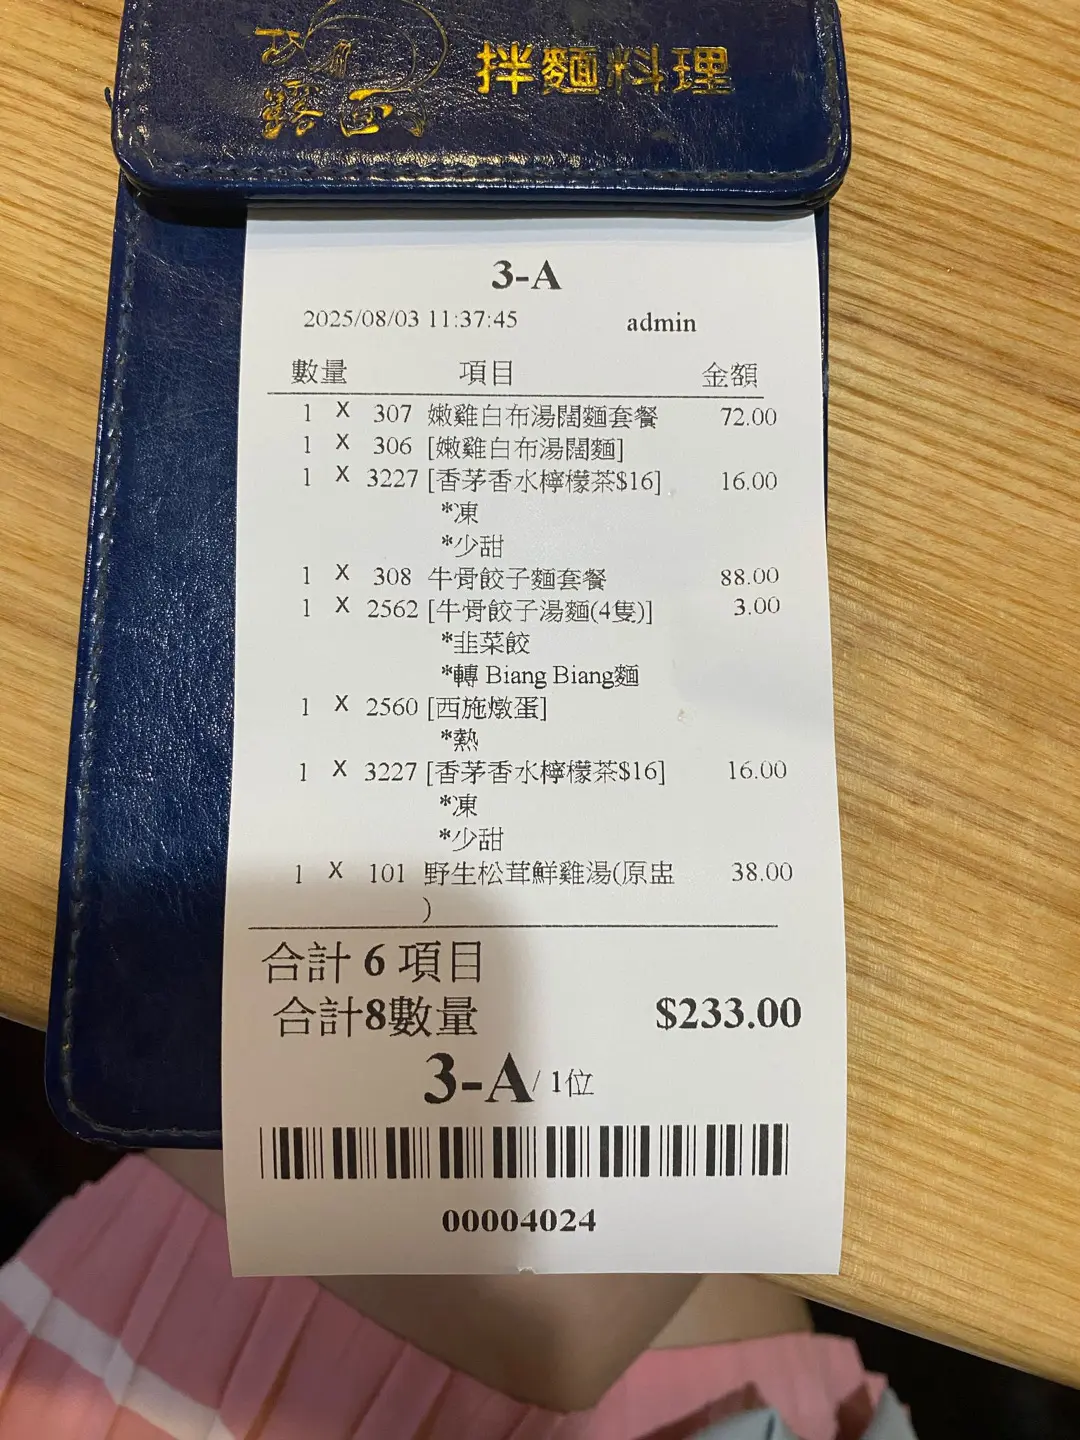 拌麵料理
3-A
2025/08/03 11:37:45 admin
數量 項目 金額
1 X 307 嫩雞白布湯闊麵套餐 72.00
1 X 306 [嫩雞白布湯闊麵]
1 X 3227 [香茅香水檸檬茶$16] 16.00
*凍
*少甜
1 X 308 牛骨餃子麵套餐 88.00
1 X 2562 [牛骨餃子湯麵(4隻)] 3.00
*韭菜餃
*轉 Biang Biang麵
1 X 2560 [西施燉蛋]
*熱
1 X 3227 [香茅香水檸檬茶$16] 16.00
*凍
*少甜
1 X 101 野生松茸鮮雞湯(原盅 38.00
)
合計 6 項目
合計8數量 $233.00
3-A/ 1位
00004024